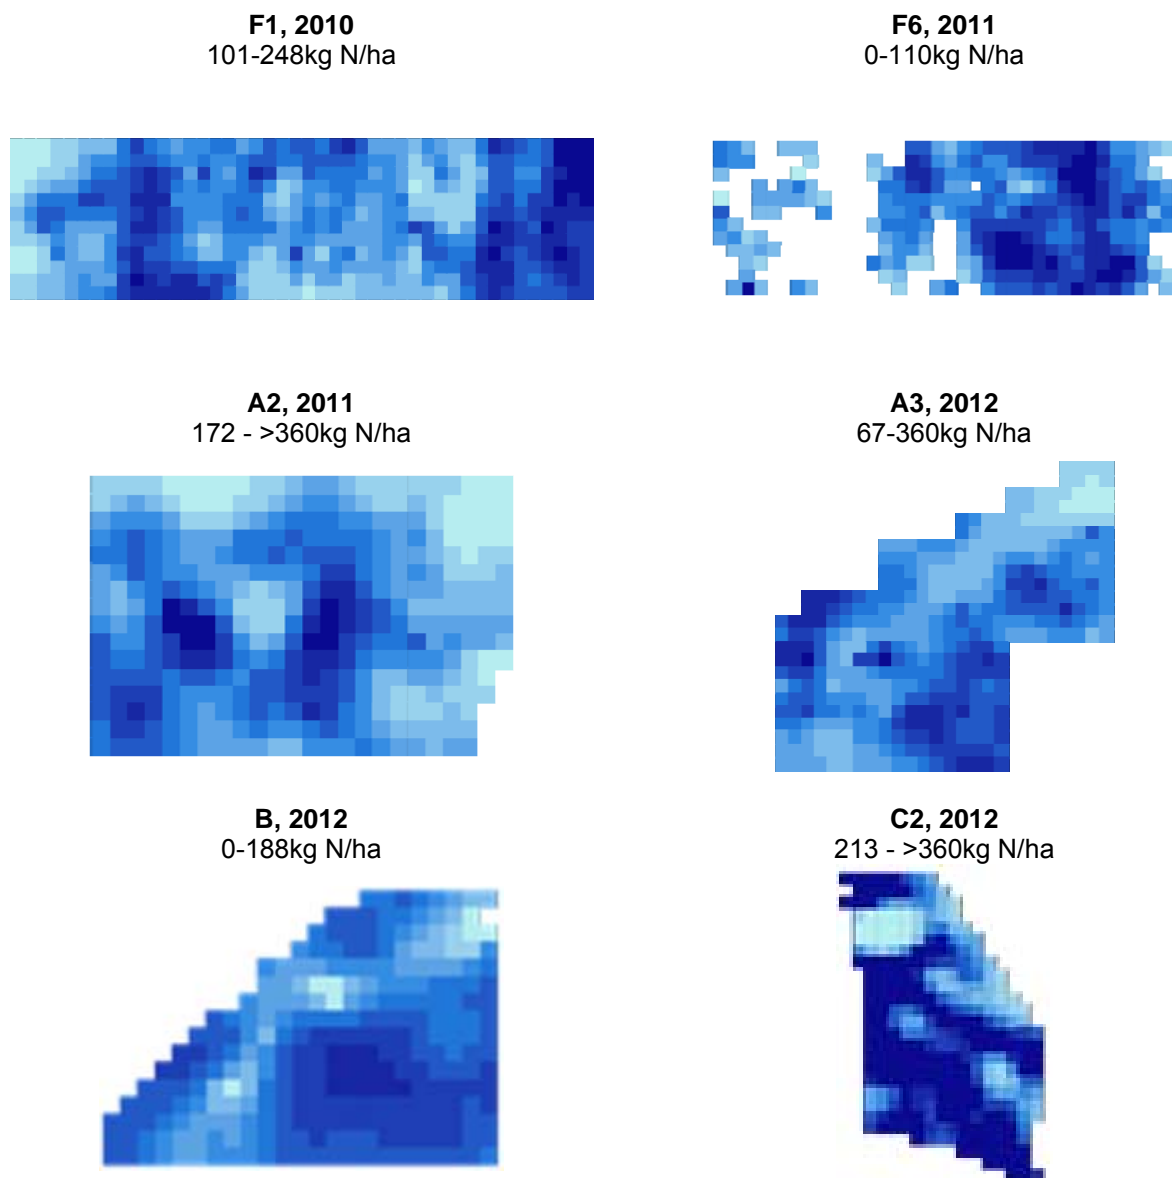 F1, 2010
101-248kg N/ha
F6, 2011
0-110kg N/ha
A2, 2011
172 - >360kg N/ha
A3, 2012
67-360kg N/ha
B, 2012
0-188kg N/ha
C2, 2012
213 - >360kg N/ha